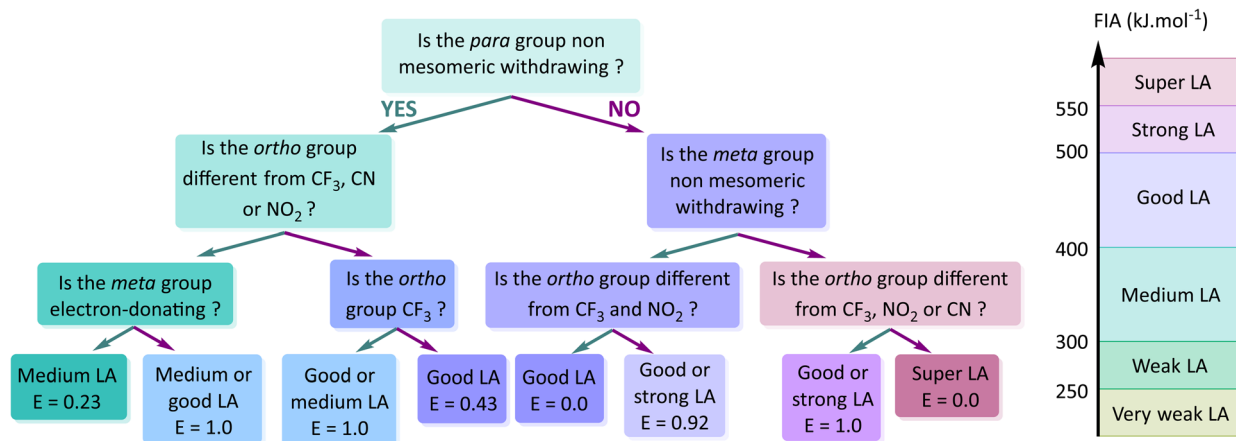 Is the para group non
mesomeric withdrawing ?
YES
NO
Is the ortho group
different from CF₃, CN
or NO₂ ?
Is the meta group
non mesomeric
withdrawing ?
Is the meta group
electron-donating ?
Is the ortho
group CF₃ ?
Is the ortho group different
from CF₃ and NO₂ ?
Is the ortho group different
from CF₃, NO₂ or CN ?
Medium LA
E = 0.23
Medium or
good LA
E = 1.0
Good or
medium LA
E = 1.0
Good LA
E = 0.43
Good LA
E = 0.0
Good or
strong LA
E = 0.92
Good or
strong LA
E = 1.0
Super LA
E = 0.0
FIA (kJ.mol⁻¹)
Super LA
550
Strong LA
500
Good LA
400
Medium LA
300
Weak LA
250
Very weak LA